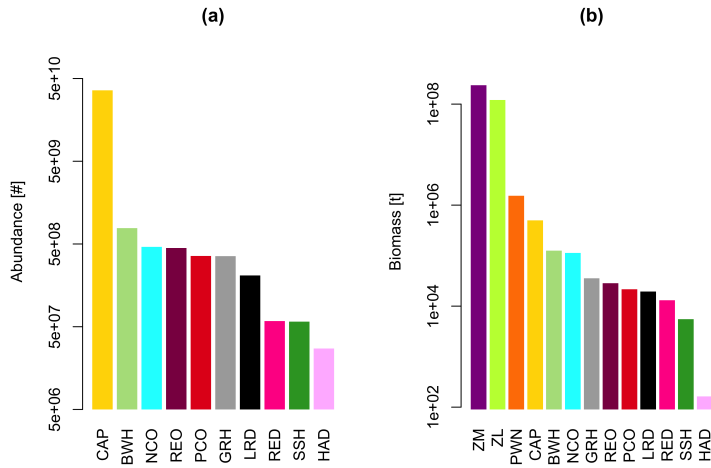 (a)
Abundance [#]
5e+10
5e+09
5e+08
5e+07
5e+06
CAP BWH NCO REO PCO GRH LRD RED SSH HAD
(b)
Biomass [t]
1e+08
1e+06
1e+04
1e+02
ZM ZL PWN CAP BWH NCO GRH REO PCO LRD RED SSH HAD